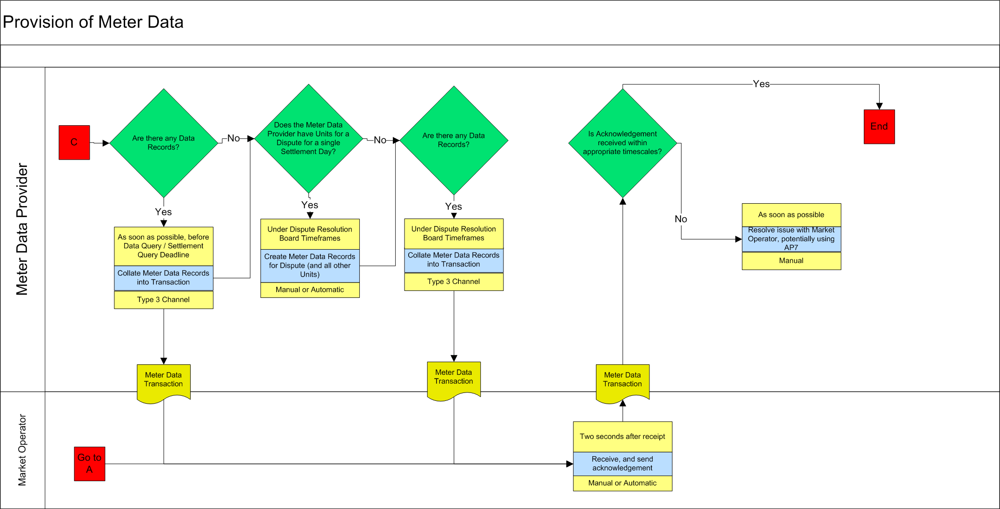 Provision of Meter Data
Meter Data Provider
C
Are there any Data
Records?
No
Yes
As soon as possible, before
Data Query / Settlement
Query Deadline
Collate Meter Data Records
into Transaction
Type 3 Channel
Meter Data
Transaction
Does the Meter Data
Provider have Units for a
Dispute for a single
Settlement Day?
No
Yes
Under Dispute Resolution
Board Timeframes
Create Meter Data Records
for Dispute (and all other
Units)
Manual or Automatic
Are there any Data
Records?
Yes
Under Dispute Resolution
Board Timeframes
Collate Meter Data Records
into Transaction
Type 3 Channel
Meter Data
Transaction
Is Acknowledgement
received within
appropriate timescales?
Yes
End
No
As soon as possible
Resolve issue with Market
Operator, potentially using
AP7
Manual
Meter Data
Transaction
Market Operator
Go to
A
Two seconds after receipt
Receive, and send
acknowledgement
Manual or Automatic